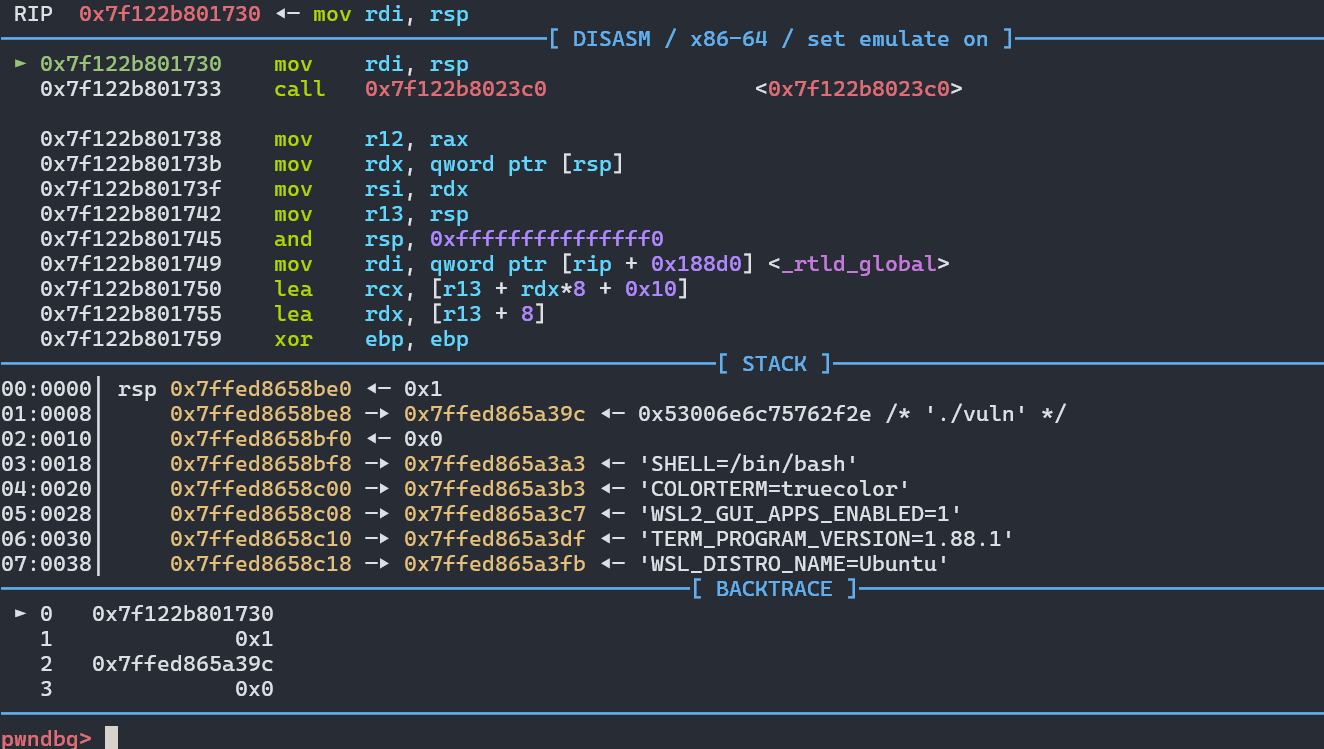 RIP  0x7f122b801730 ◂— mov rdi, rsp
[ DISASM / x86-64 / set emulate on ]
► 0x7f122b801730    mov    rdi, rsp
0x7f122b801733    call   0x7f122b8023c0                <0x7f122b8023c0>
0x7f122b801738    mov    r12, rax
0x7f122b80173b    mov    rdx, qword ptr [rsp]
0x7f122b80173f    mov    rsi, rdx
0x7f122b801742    mov    r13, rsp
0x7f122b801745    and    rsp, 0xfffffffffffffff0
0x7f122b801749    mov    rdi, qword ptr [rip + 0x188d0] <_rtld_global>
0x7f122b801750    lea    rcx, [r13 + rdx*8 + 0x10]
0x7f122b801755    lea    rdx, [r13 + 8]
0x7f122b801759    xor    ebp, ebp
[ STACK ]
00:0000│ rsp 0x7ffed8658be0 ◂— 0x1
01:0008│     0x7ffed8658be8 —▸ 0x7ffed865a39c ◂— 0x53006e6c75762f2e /* './vuln' */
02:0010│     0x7ffed8658bf0 ◂— 0x0
03:0018│     0x7ffed8658bf8 —▸ 0x7ffed865a3a3 ◂— 'SHELL=/bin/bash'
04:0020│     0x7ffed8658c00 —▸ 0x7ffed865a3b3 ◂— 'COLORTERM=truecolor'
05:0028│     0x7ffed8658c08 —▸ 0x7ffed865a3c7 ◂— 'WSL2_GUI_APPS_ENABLED=1'
06:0030│     0x7ffed8658c10 —▸ 0x7ffed865a3df ◂— 'TERM_PROGRAM_VERSION=1.88.1'
07:0038│     0x7ffed8658c18 —▸ 0x7ffed865a3fb ◂— 'WSL_DISTRO_NAME=Ubuntu'
[ BACKTRACE ]
► 0   0x7f122b801730
1              0x1
2   0x7ffed865a39c
3              0x0
pwndbg>